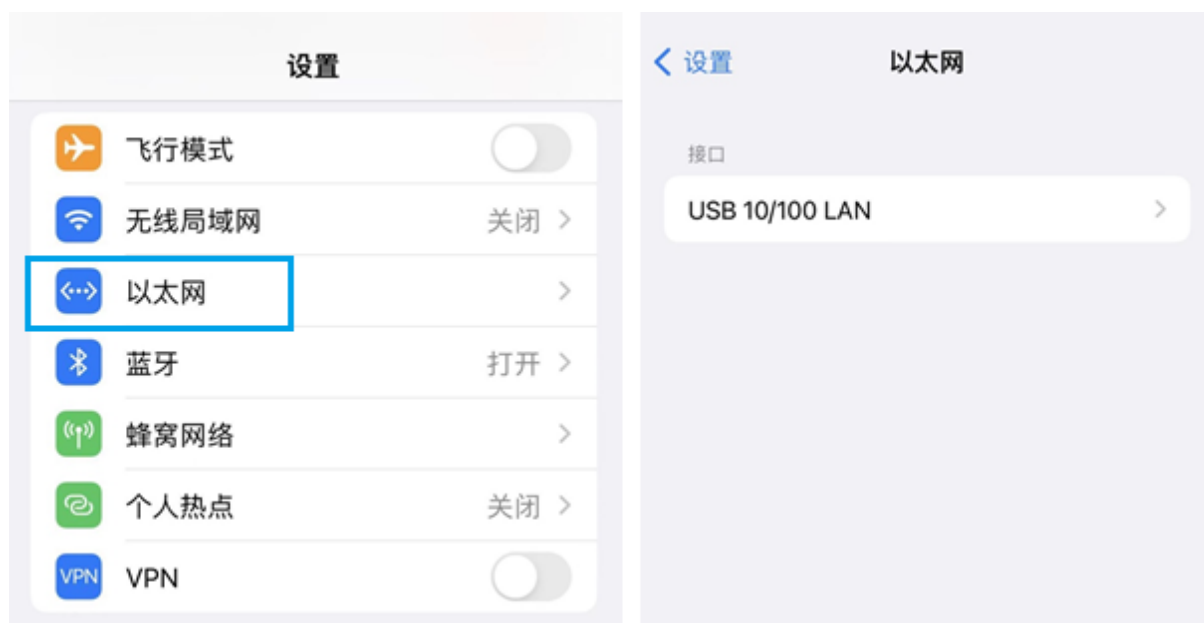 设置
飞行模式
无线局域网 关闭
以太网
蓝牙 打开
蜂窝网络
个人热点 关闭
VPN VPN
设置 以太网
接口
USB 10/100 LAN